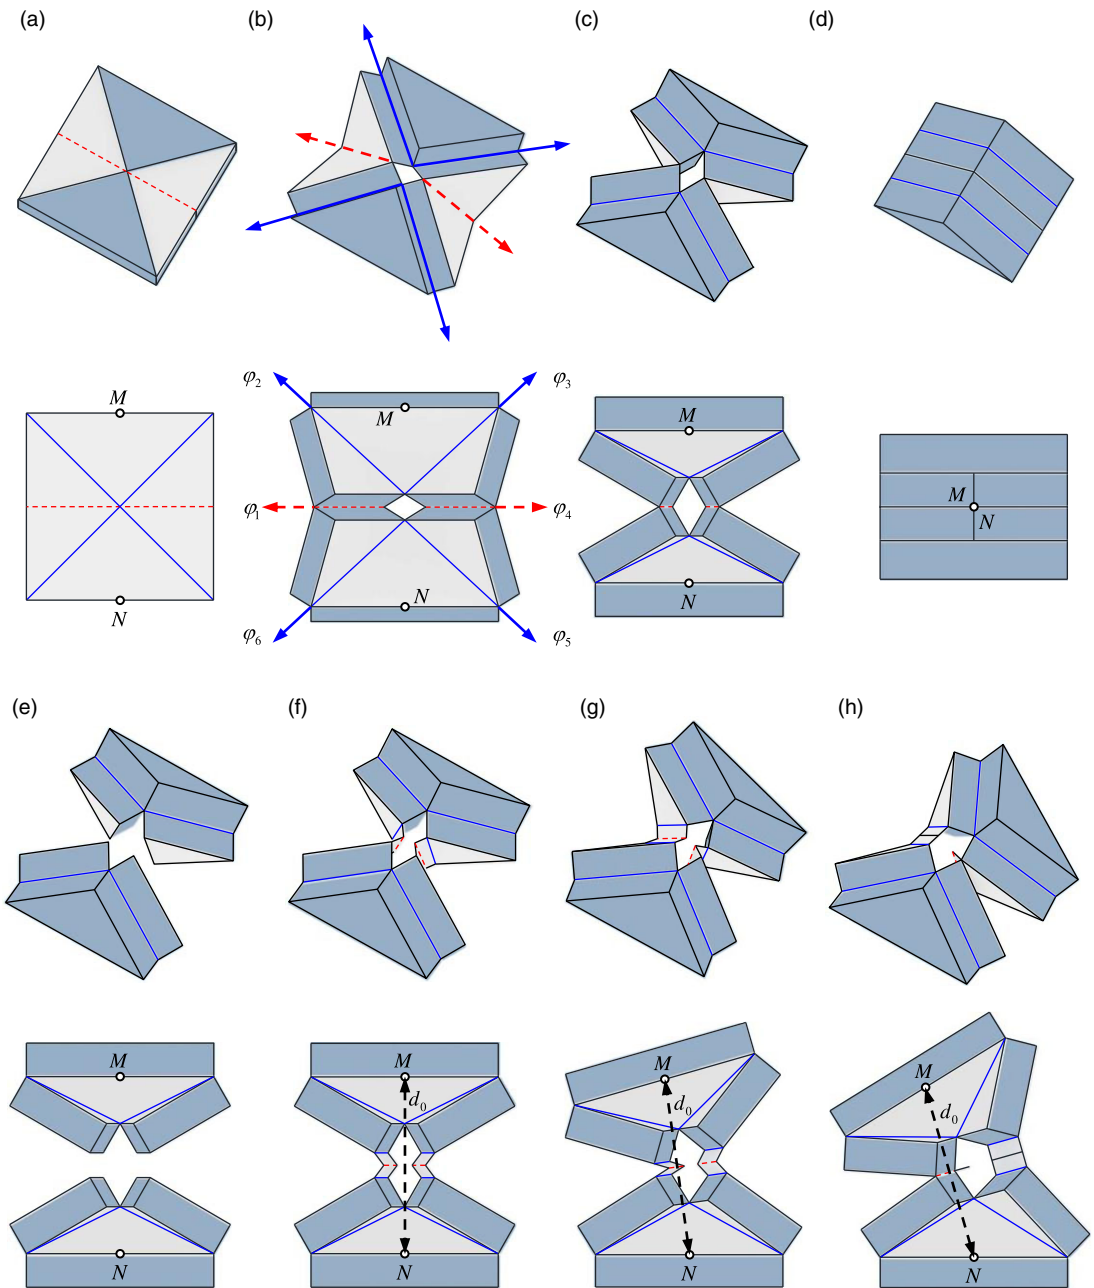 (a) (b) (c) (d)
M φ₂ M φ₃ M
φ₁ φ₄ M
N
N N N
φ₆ φ₅
(e) (f) (g) (h)
M M M M
d₀ d₀ d₀
N N N N